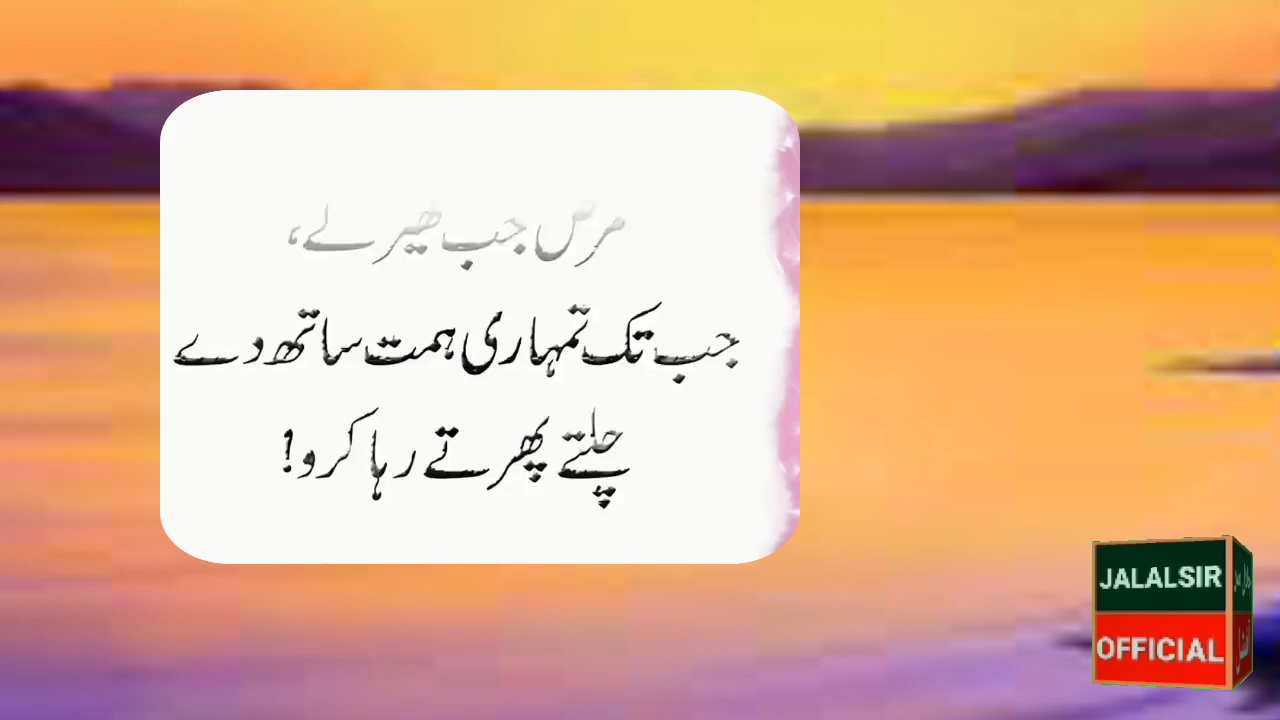 مرض جب گھیر لے،
جب تک تمہاری ہمت ساتھ دے
چلتے پھرتے رہا کرو!
JALALSIR
OFFICIAL